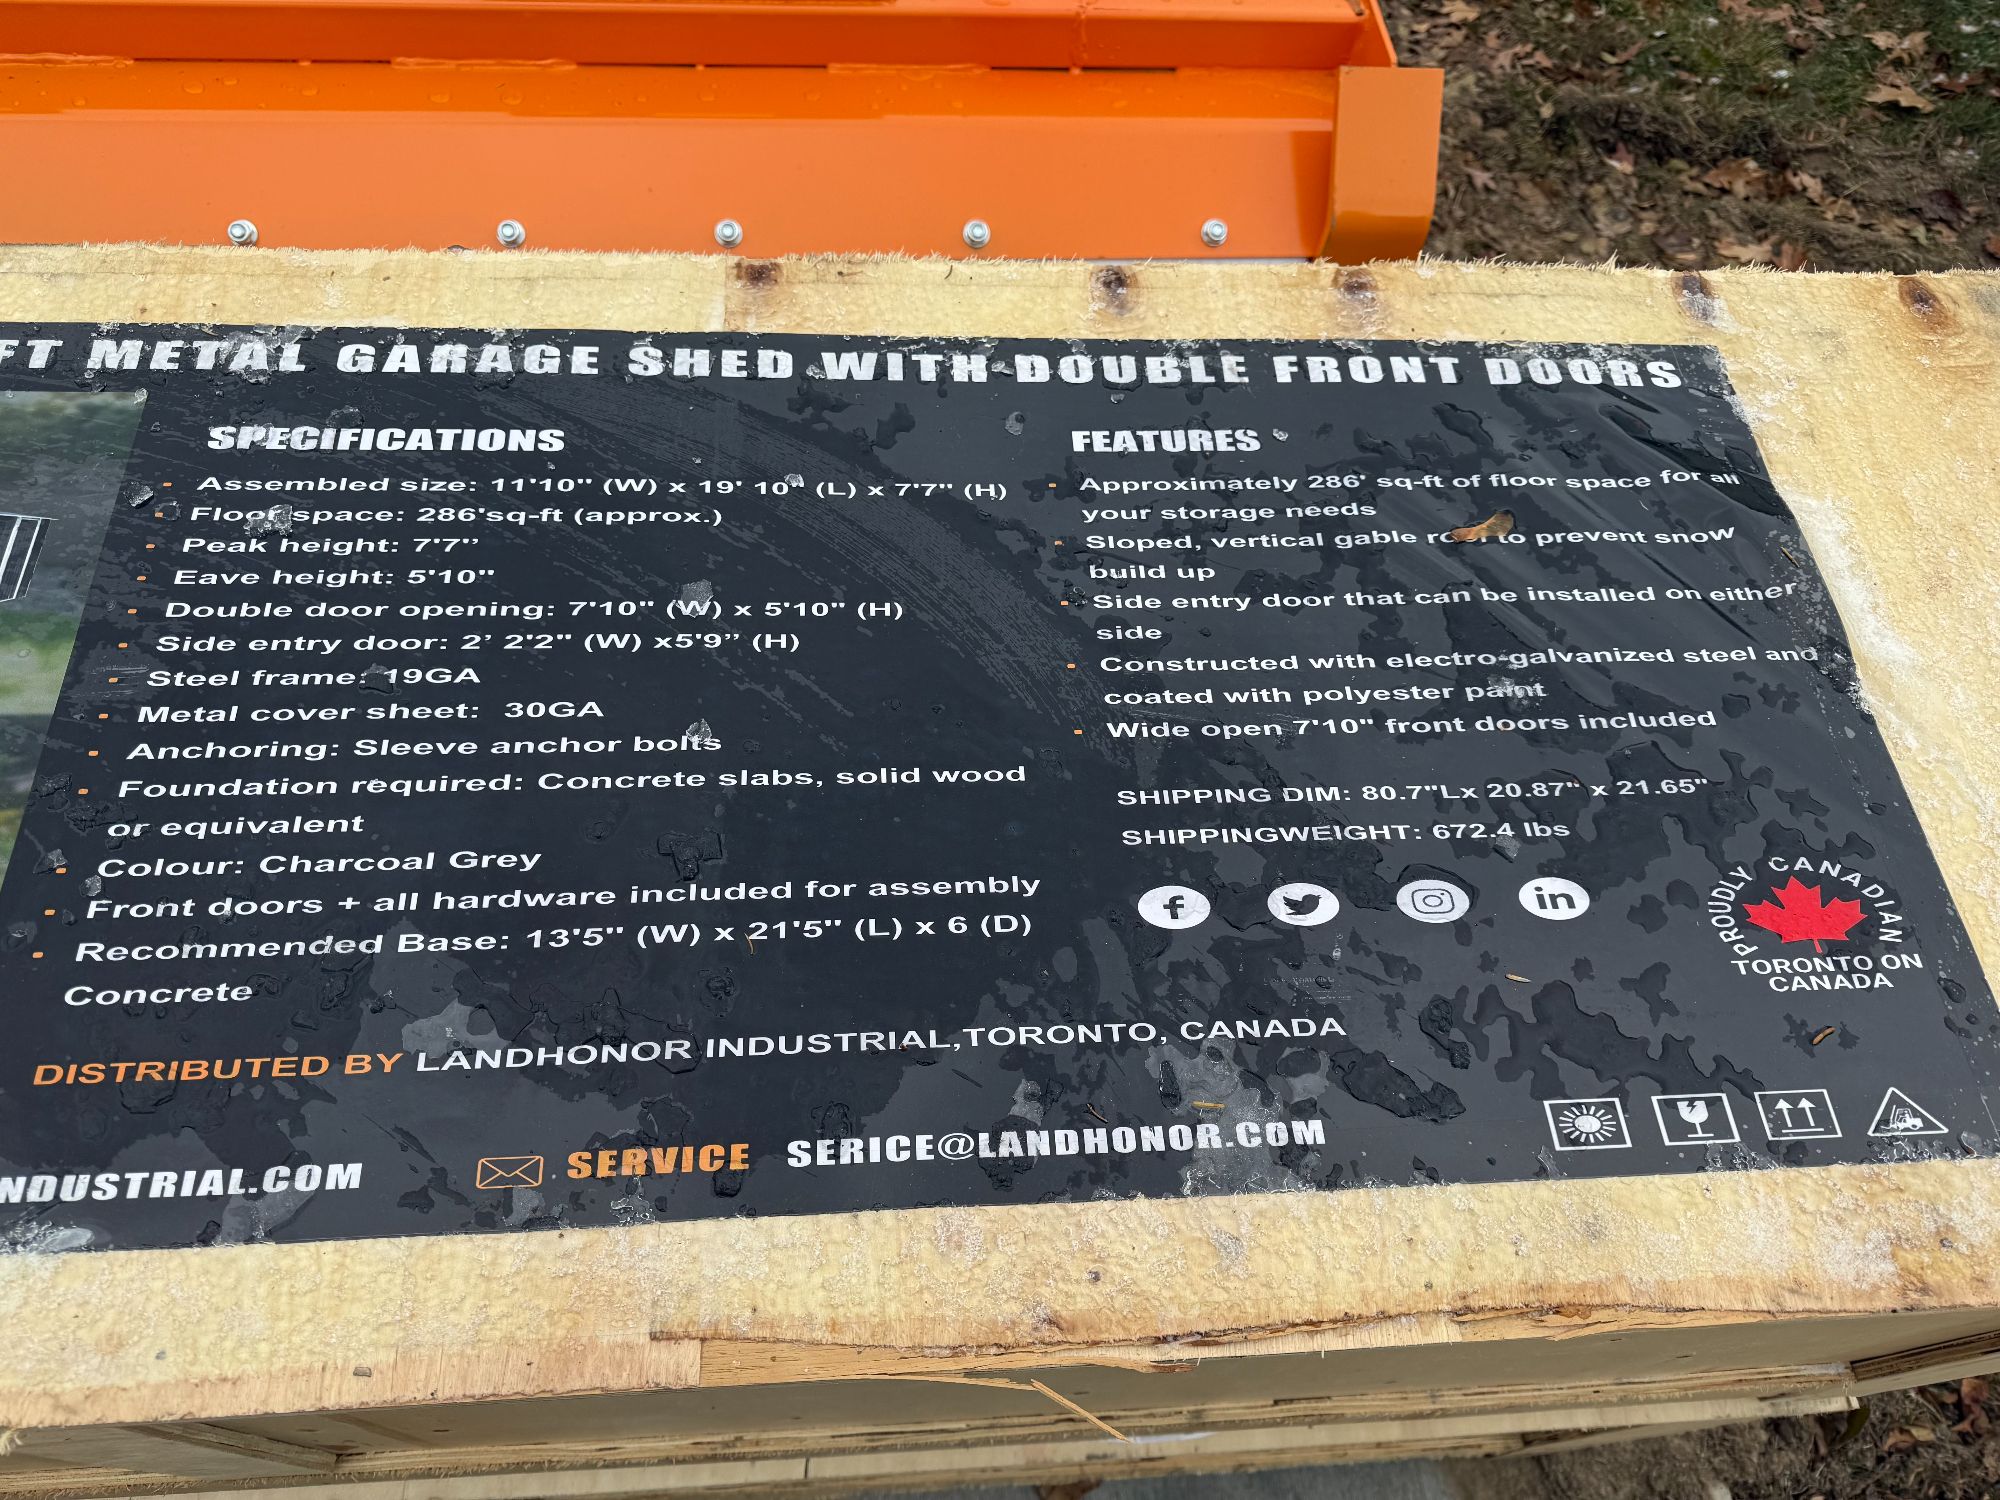 FT METAL GARAGE SHED WITH DOUBLE FRONT DOORS
SPECIFICATIONS
Assembled size: 11'10" (W) x 19' 10" (L) x 7'7" (H)
Floor space: 286'sq-ft (approx.)
Peak height: 7'7’’
Eave height: 5'10"
Double door opening: 7'10" (W) x 5'10" (H)
Side entry door: 2’ 2'2" (W) x5'9’’ (H)
Steel frame: 19GA
Metal cover sheet: 30GA
Anchoring: Sleeve anchor bolts
Foundation required: Concrete slabs, solid wood
or equivalent
Colour: Charcoal Grey
Front doors + all hardware included for assembly
Recommended Base: 13'5'' (W) x 21'5'' (L) x 6 (D)
Concrete
FEATURES
Approximately 286' sq-ft of floor space for all
your storage needs
Sloped, vertical gable roof to prevent snow
build up
Side entry door that can be installed on either
side
Constructed with electro-galvanized steel and
coated with polyester paint
Wide open 7'10" front doors included
SHIPPING DIM: 80.7"Lx 20.87" x 21.65"
SHIPPINGWEIGHT: 672.4 lbs
PROUDLY CANADIAN
TORONTO ON
CANADA
DISTRIBUTED BY LANDHONOR INDUSTRIAL,TORONTO, CANADA
NDUSTRIAL.COM
SERVICE SERICE@LANDHONOR.COM